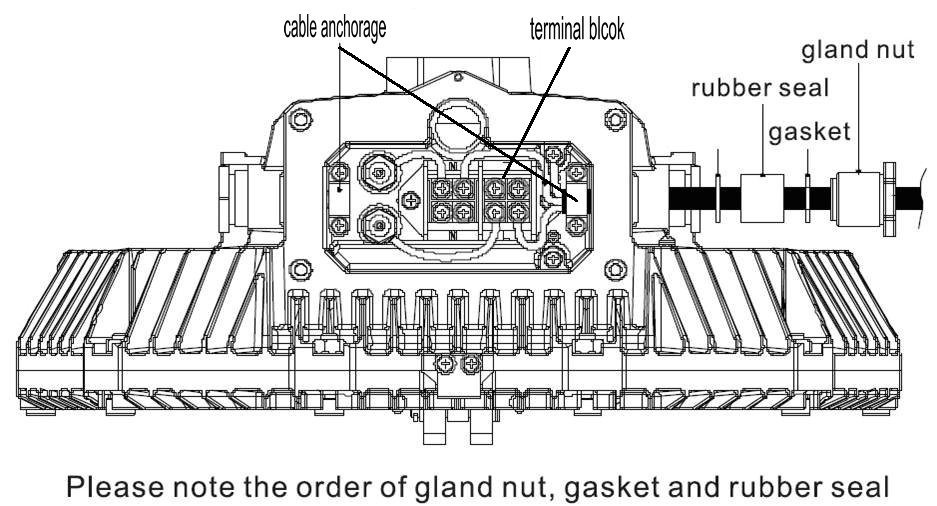 cable anchorage
terminal blcok
gland nut
rubber seal
gasket
N
N
Please note the order of gland nut, gasket and rubber seal